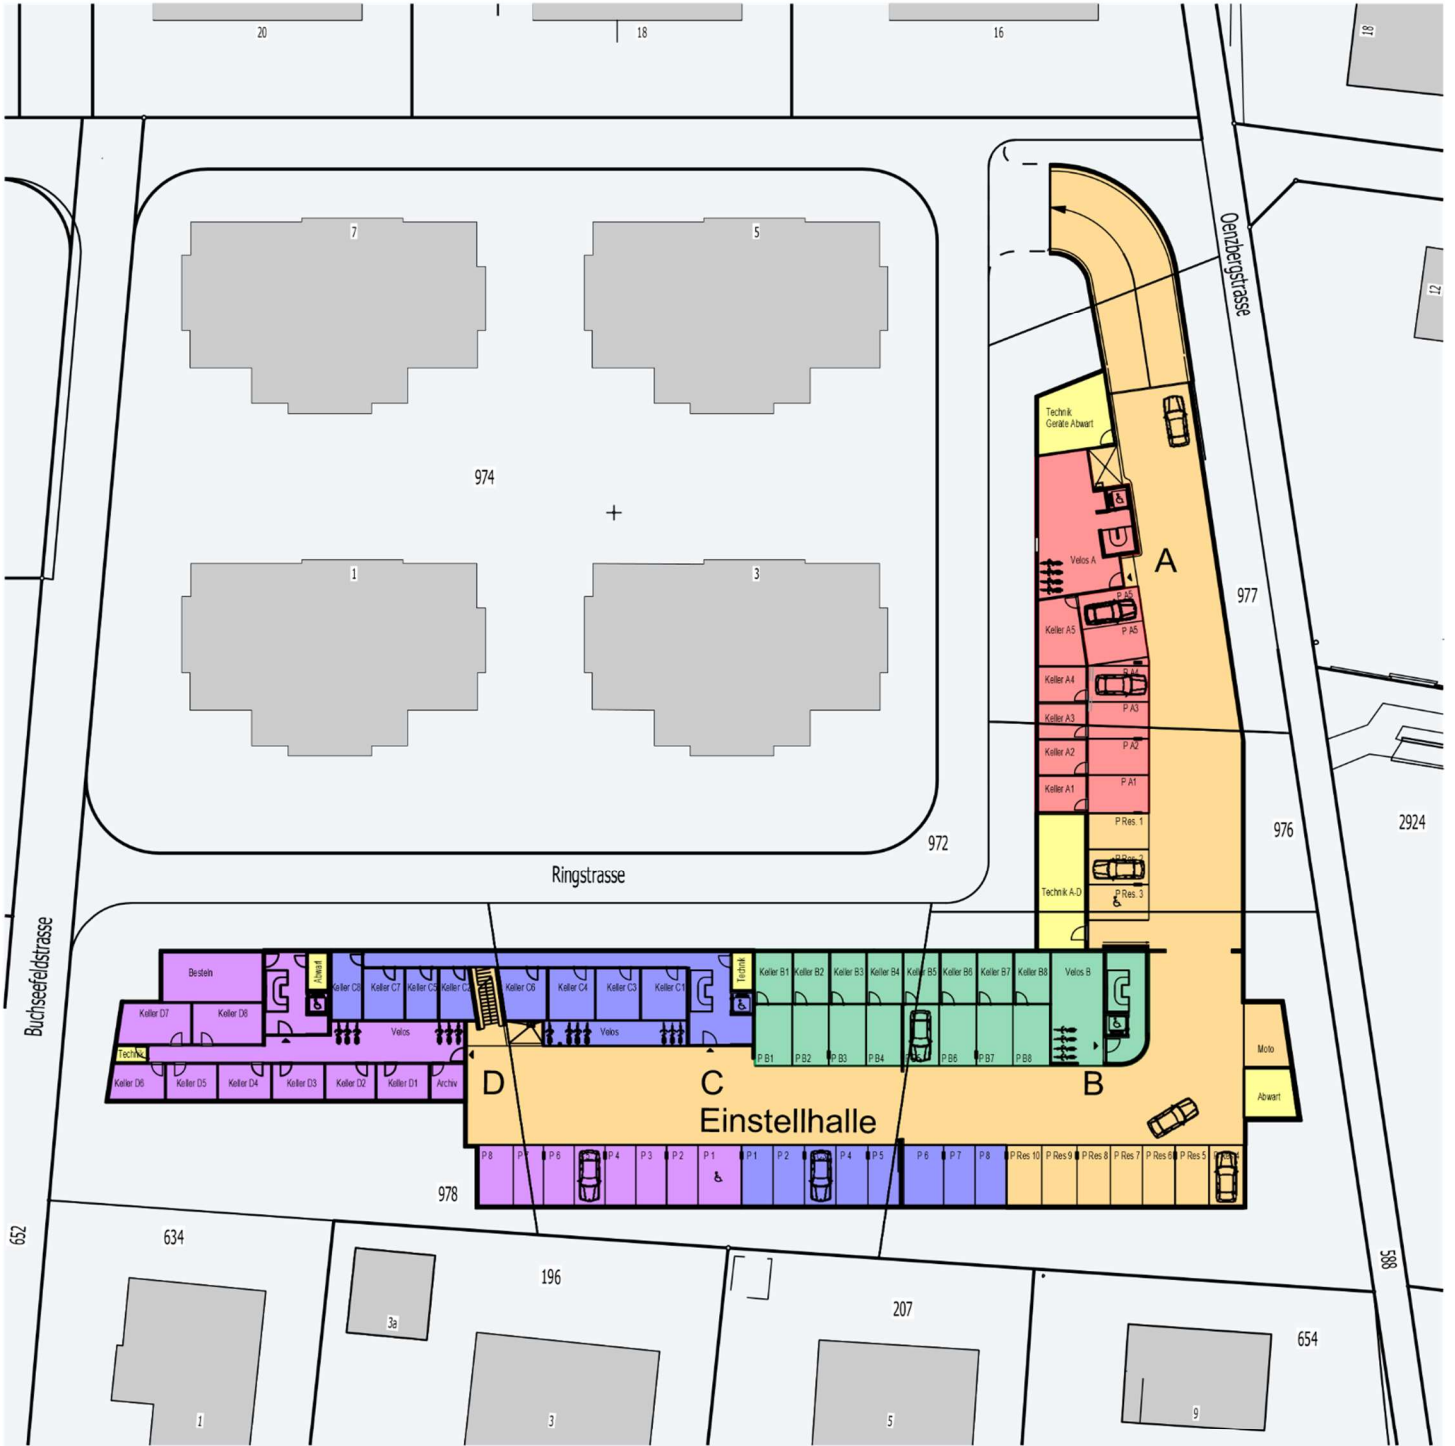 20
18
16
18
7
5
Oenzbergstrasse
12
Technik
Geräte Abwart
974
Velos A
A
1
3
977
P A5
Keller A5
P A5
Keller A4
P A4
Keller A3
P A3
Keller A2
P A2
Keller A1
P A1
P Res. 1
972
976
2924
P Res. 2
Ringstrasse
Technik A-D
P Res. 3
Buchseefeldstrasse
Basteln
Abwart
Technik
Keller C8
Keller C7
Keller C5
Keller C2
Keller C6
Keller C4
Keller C3
Keller C1
Keller B1
Keller B2
Keller B3
Keller B4
Keller B5
Keller B6
Keller B7
Keller B8
Velos B
Keller D7
Keller D8
Velos
Velos
Technik
P B1
P B2
P B3
P B4
P B6
P B7
P B8
Moto
Keller D6
Keller D5
Keller D4
Keller D3
Keller D2
Keller D1
Archiv
D
C
B
Abwart
Einstellhalle
P 8
P 7
P 6
P 4
P 3
P 2
P 1
P 1
P 2
P 4
P 5
P 6
P 7
P 8
P Res 10
P Res 9
P Res 8
P Res 7
P Res 6
P Res 5
P Res 4
978
652
634
196
207
588
654
3a
1
3
5
9